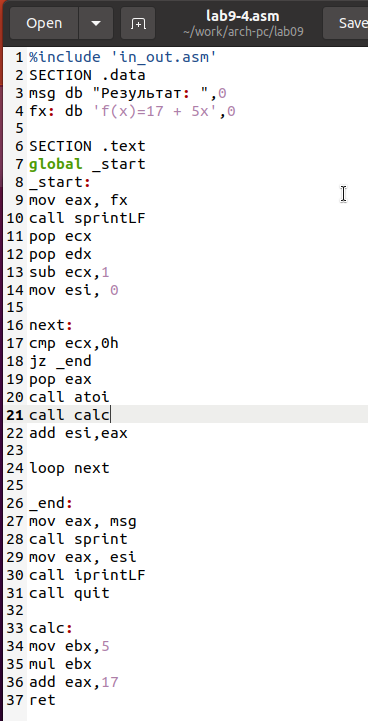 Open
lab9-4.asm
~/work/arch-pc/lab09
Save
1 %include 'in_out.asm'
2 SECTION .data
3 msg db "Результат: ",0
4 fx: db 'f(x)=17 + 5x',0
5
6 SECTION .text
7 global _start
8 _start:
9 mov eax, fx
10 call sprintLF
11 pop ecx
12 pop edx
13 sub ecx,1
14 mov esi, 0
15
16 next:
17 cmp ecx,0h
18 jz _end
19 pop eax
20 call atoi
21 call calc
22 add esi,eax
23
24 loop next
25
26 _end:
27 mov eax, msg
28 call sprint
29 mov eax, esi
30 call iprintLF
31 call quit
32
33 calc:
34 mov ebx,5
35 mul ebx
36 add eax,17
37 ret